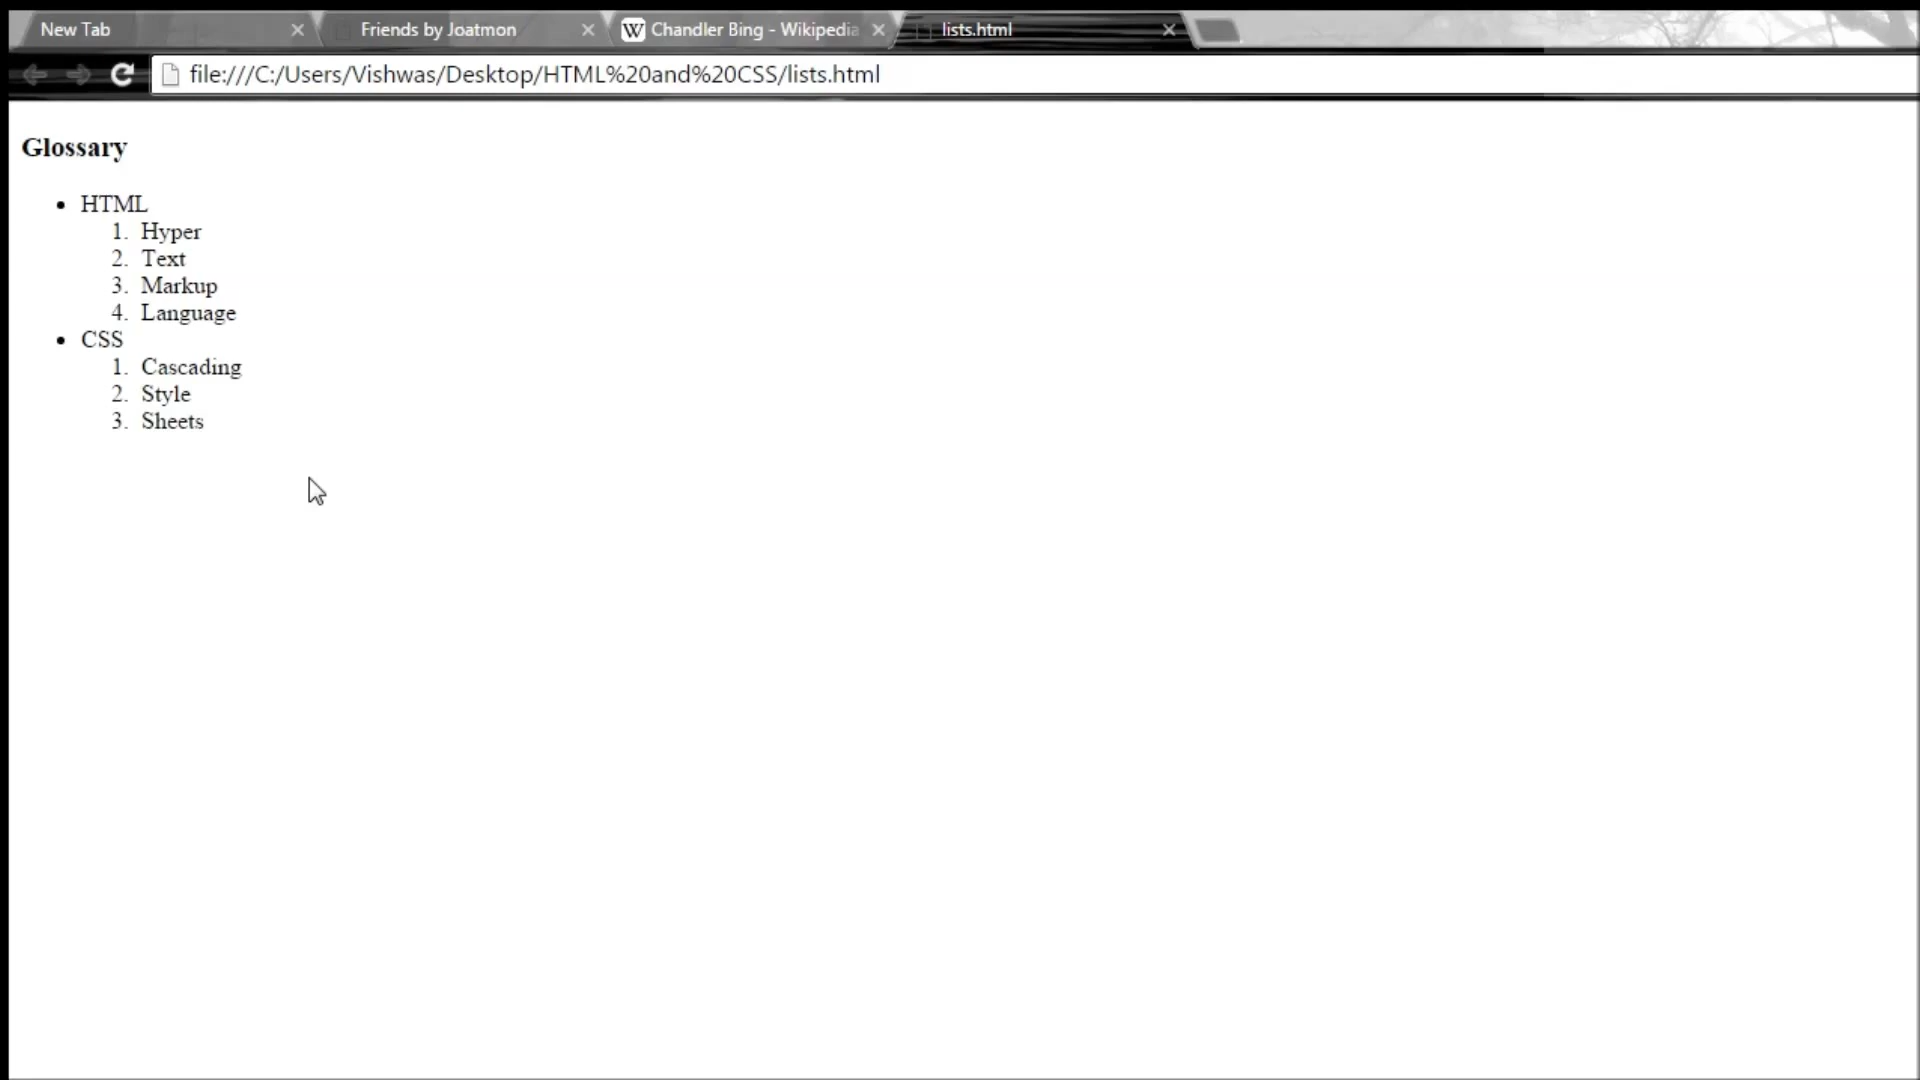 New Tab
Friends by Joatmon
W Chandler Bing - Wikipedia
lists.html
file:///C:/Users/Vishwas/Desktop/HTML%20and%20CSS/lists.html
Glossary
• HTML
1. Hyper
2. Text
3. Markup
4. Language
• CSS
1. Cascading
2. Style
3. Sheets